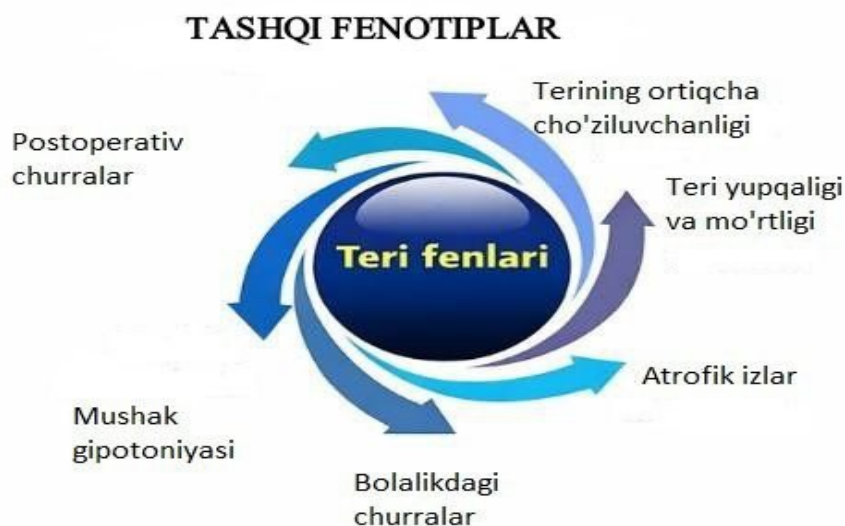 TASHQI FENOTIPLAR
Terining ortiqcha
cho'ziluvchanligi
Postoperativ
churralar
Teri yupqaligi
va mo'rtligi
Teri fenlari
Atrofik izlar
Mushak
gipotoniyasi
Bolalikdagi
churralar